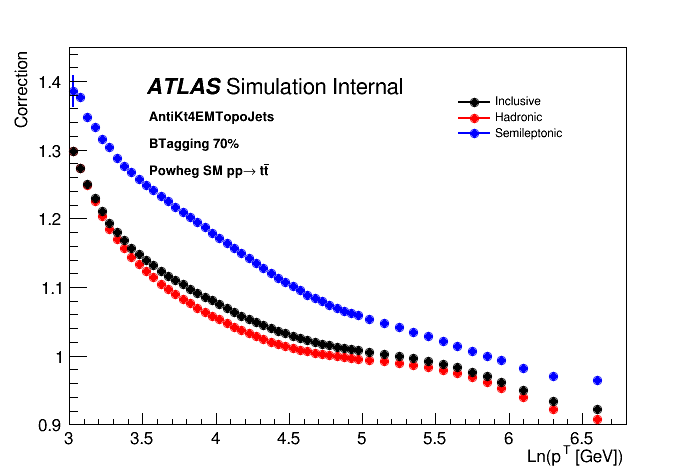 ATLAS Simulation Internal
AntiKt4EMTopoJets
BTagging 70%
Powheg SM pp→ tt̄
Inclusive
Hadronic
Semileptonic
Correction
1.4
1.3
1.2
1.1
1
0.9
3
3.5
4
4.5
5
5.5
6
6.5
Ln(p^T [GeV])